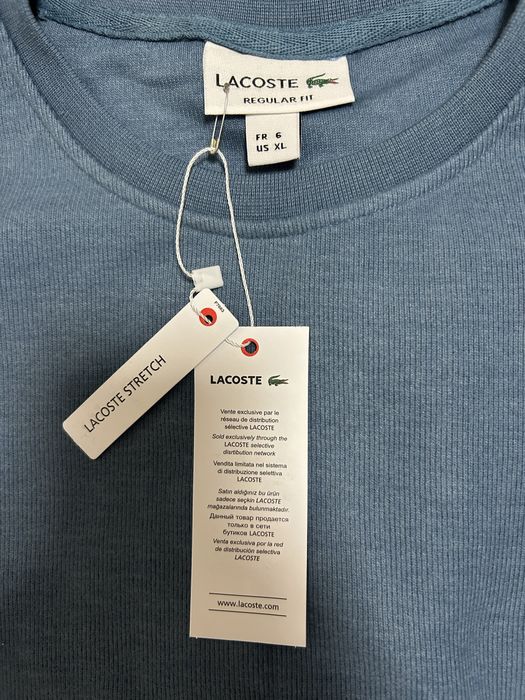 LACOSTE
REGULAR FIT
FR 6
US XL
LACOSTE STRETCH
LACOSTE
Vente exclusive par le
réseau de distribution
sélective LACOSTE
Sold exclusively through the
LACOSTE selective
disrtibution network
Vendita limitata nel sistema
di distribuzione selettiva
LACOSTE
Satın aldığınız bu ürün
sadece seçkin LACOSTE
mağazalarında bulunmaktadır.
Данный товар продается
только в сети
бутиков LACOSTE
Venta exclusiva por la red
de distribución selectiva
LACOSTE
www.lacoste.com